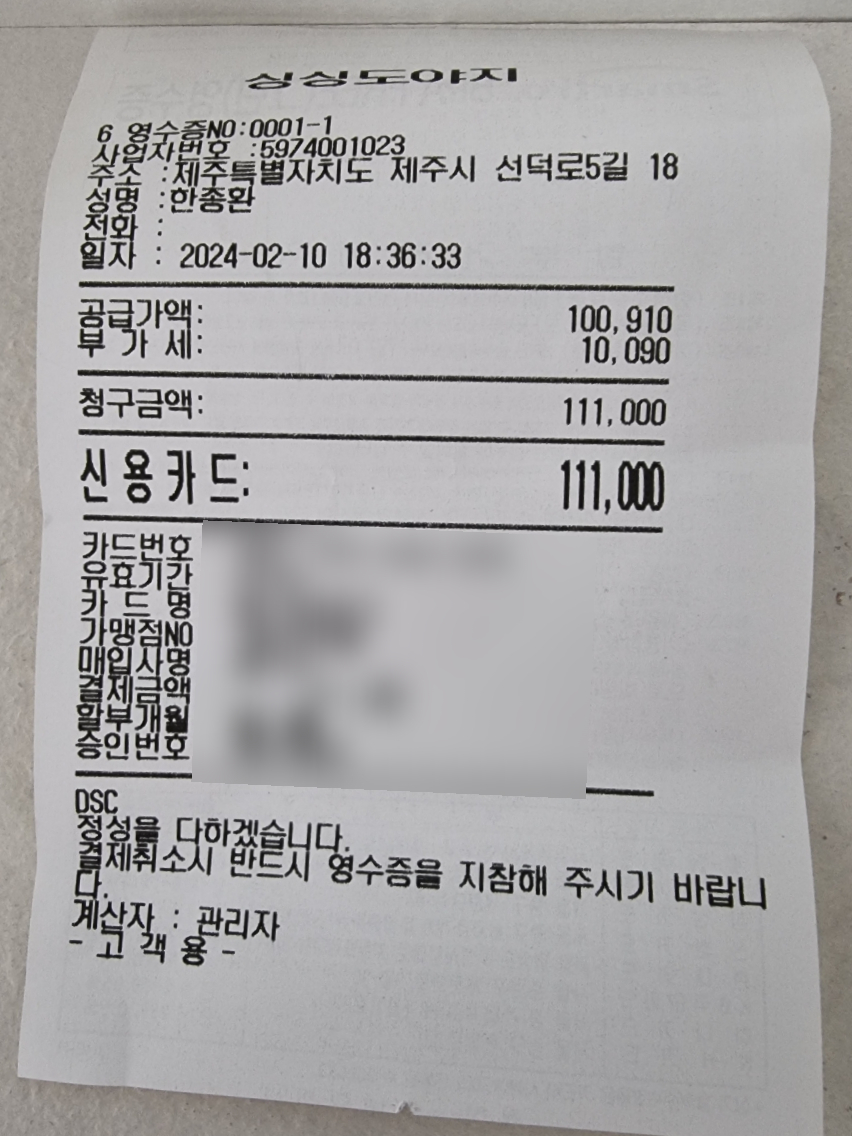 싱싱도야지
6 영수증NO:0001-1
사업자번호 :5974001023
주소 :제주특별자치도 제주시 선덕로5길 18
성명 :한종환
전화 :
일자 : 2024-02-10 18:36:33
공급가액: 100,910
부 가 세: 10,090
청구금액: 111,000
신용카드: 111,000
카드번호
유효기간
카 드 명
가맹점NO
매입사명
결제금액
할부개월
승인번호
DSC
정성을 다하겠습니다.
결제취소시 반드시 영수증을 지참해 주시기 바랍니
다.
계산자 : 관리자
- 고 객 용 -